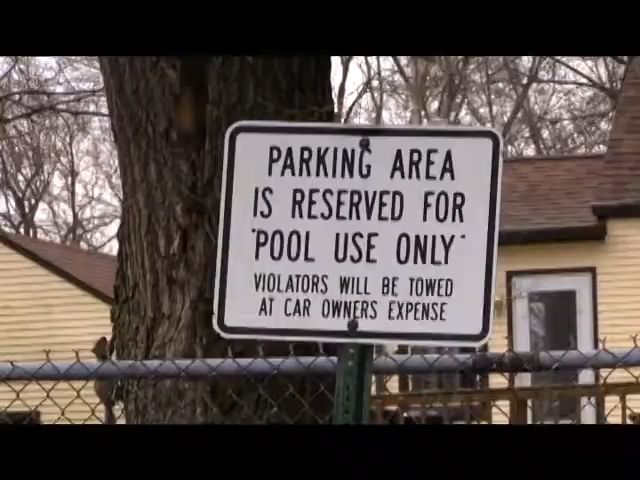 PARKING AREA
IS RESERVED FOR
"POOL USE ONLY"
VIOLATORS WILL BE TOWED
AT CAR OWNERS EXPENSE